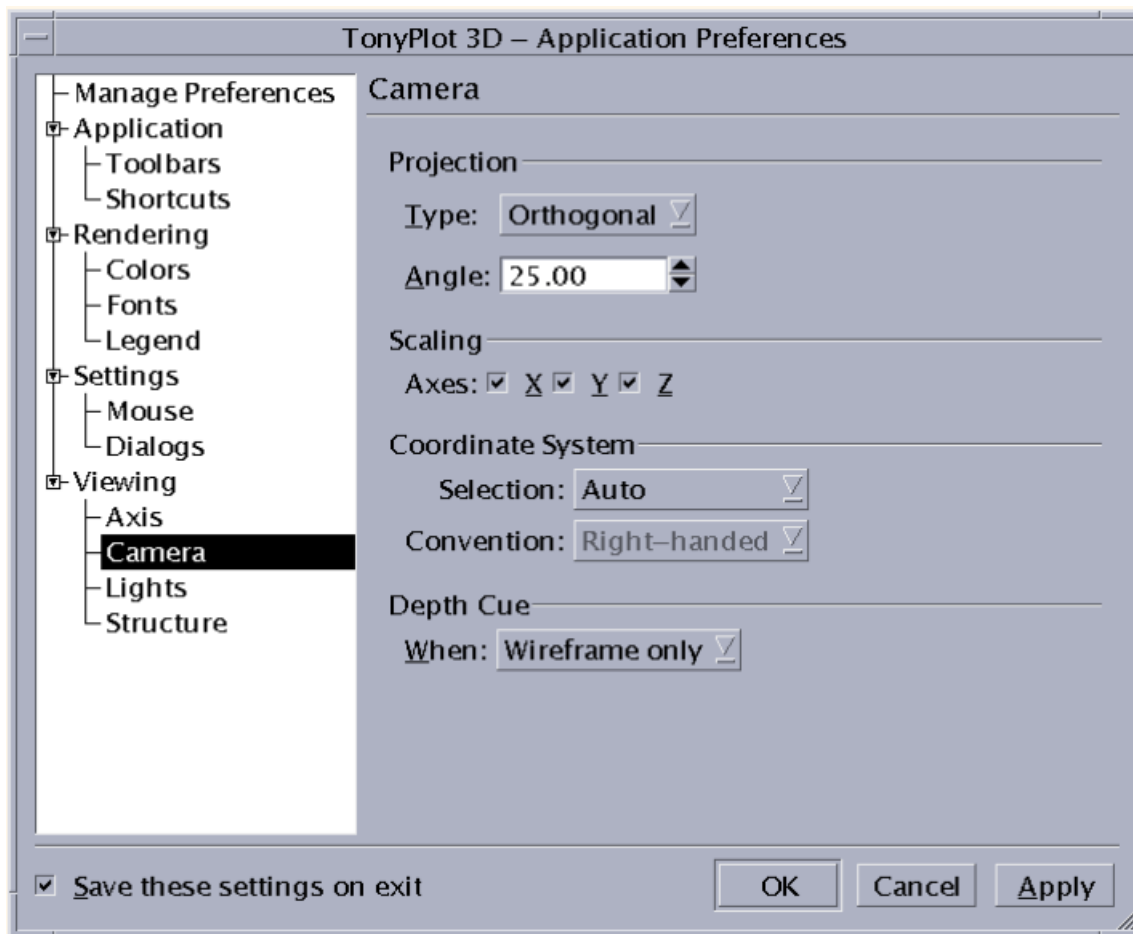 TonyPlot 3D – Application Preferences
Manage Preferences
Application
Toolbars
Shortcuts
Rendering
Colors
Fonts
Legend
Settings
Mouse
Dialogs
Viewing
Axis
Camera
Lights
Structure
Camera
Projection
Type: Orthogonal
Angle: 25.00
Scaling
Axes: X Y Z
Coordinate System
Selection: Auto
Convention: Right–handed
Depth Cue
When: Wireframe only
Save these settings on exit
OK Cancel Apply